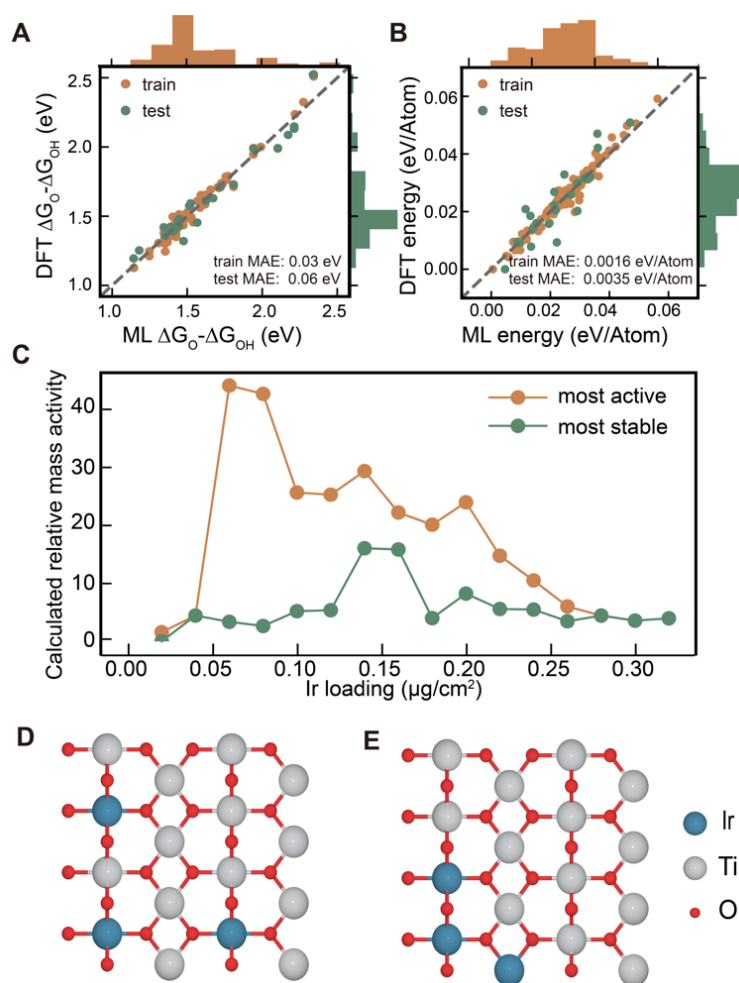 A
2.5
2.0
1.5
1.0
DFT ΔG_O-ΔG_OH (eV)
train
test
train MAE: 0.03 eV
test MAE: 0.06 eV
1.0 1.5 2.0 2.5
ML ΔG_O-ΔG_OH (eV)
B
0.06
0.04
0.02
0.00
DFT energy (eV/Atom)
train
test
train MAE: 0.0016 eV/Atom
test MAE: 0.0035 eV/Atom
0.00 0.02 0.04 0.06
ML energy (eV/Atom)
C
40
30
20
10
0
Calculated relative mass activity
most active
most stable
0.00 0.05 0.10 0.15 0.20 0.25 0.30
Ir loading (μg/cm²)
D
E
Ir
Ti
O